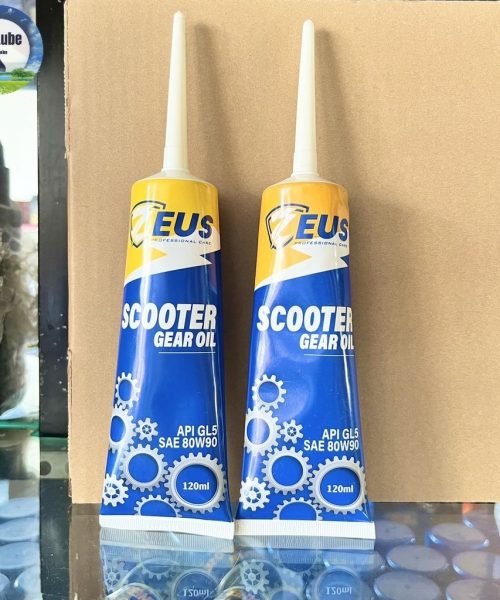 Lube
ZEUS
PROFESSIONAL CARE
SCOOTER
GEAR OIL
API GL5
SAE 80W90
120ml
ZEUS
PROFESSIONAL CARE
SCOOTER
GEAR OIL
API GL5
SAE 80W90
120ml